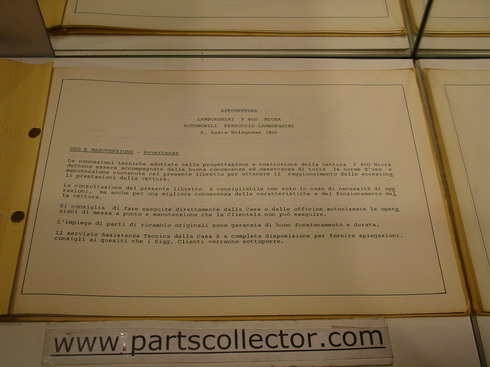 AUTOVETTURA
LAMBORGHINI P 400 MIURA
AUTOMOBILI FERRUCCIO LAMBORGHINI
S. Agata Bolognese (Bo)
USO E MANUTENZIONE - Avvertenze
Le concezioni tecniche adottate nella progettazione e costruzione della vettura P 400 Miura
debbono essere accompagnate dalla buona conoscenza ed osservanza di tutte le norme d'uso e
manutenzione contenute nel presente libretto per ottenere il raggiungimento delle eccezional
li prestazioni della vettura.
La consultazione del presente libretto è consigliabile non solo in caso di necessità di ope
razioni, ma anche per una migliore conoscenza delle caratteristiche e del funzionamento del
la vettura.
Si consiglia di fare eseguire direttamente dalla Casa o dalle officine autorizzate le opera
zioni di messa a punto e manutenzione che la Clientela non può eseguire.
L'impiego di parti di ricambio originali sono garanzia di buon funzionamento e durata.
Il servizio Assistenza Tecnica della Casa è a completa disposizione per fornire spiegazioni,
consigli ai quesiti che i Sigg. Clienti vorranno sottoporre.
www.partscollector.com